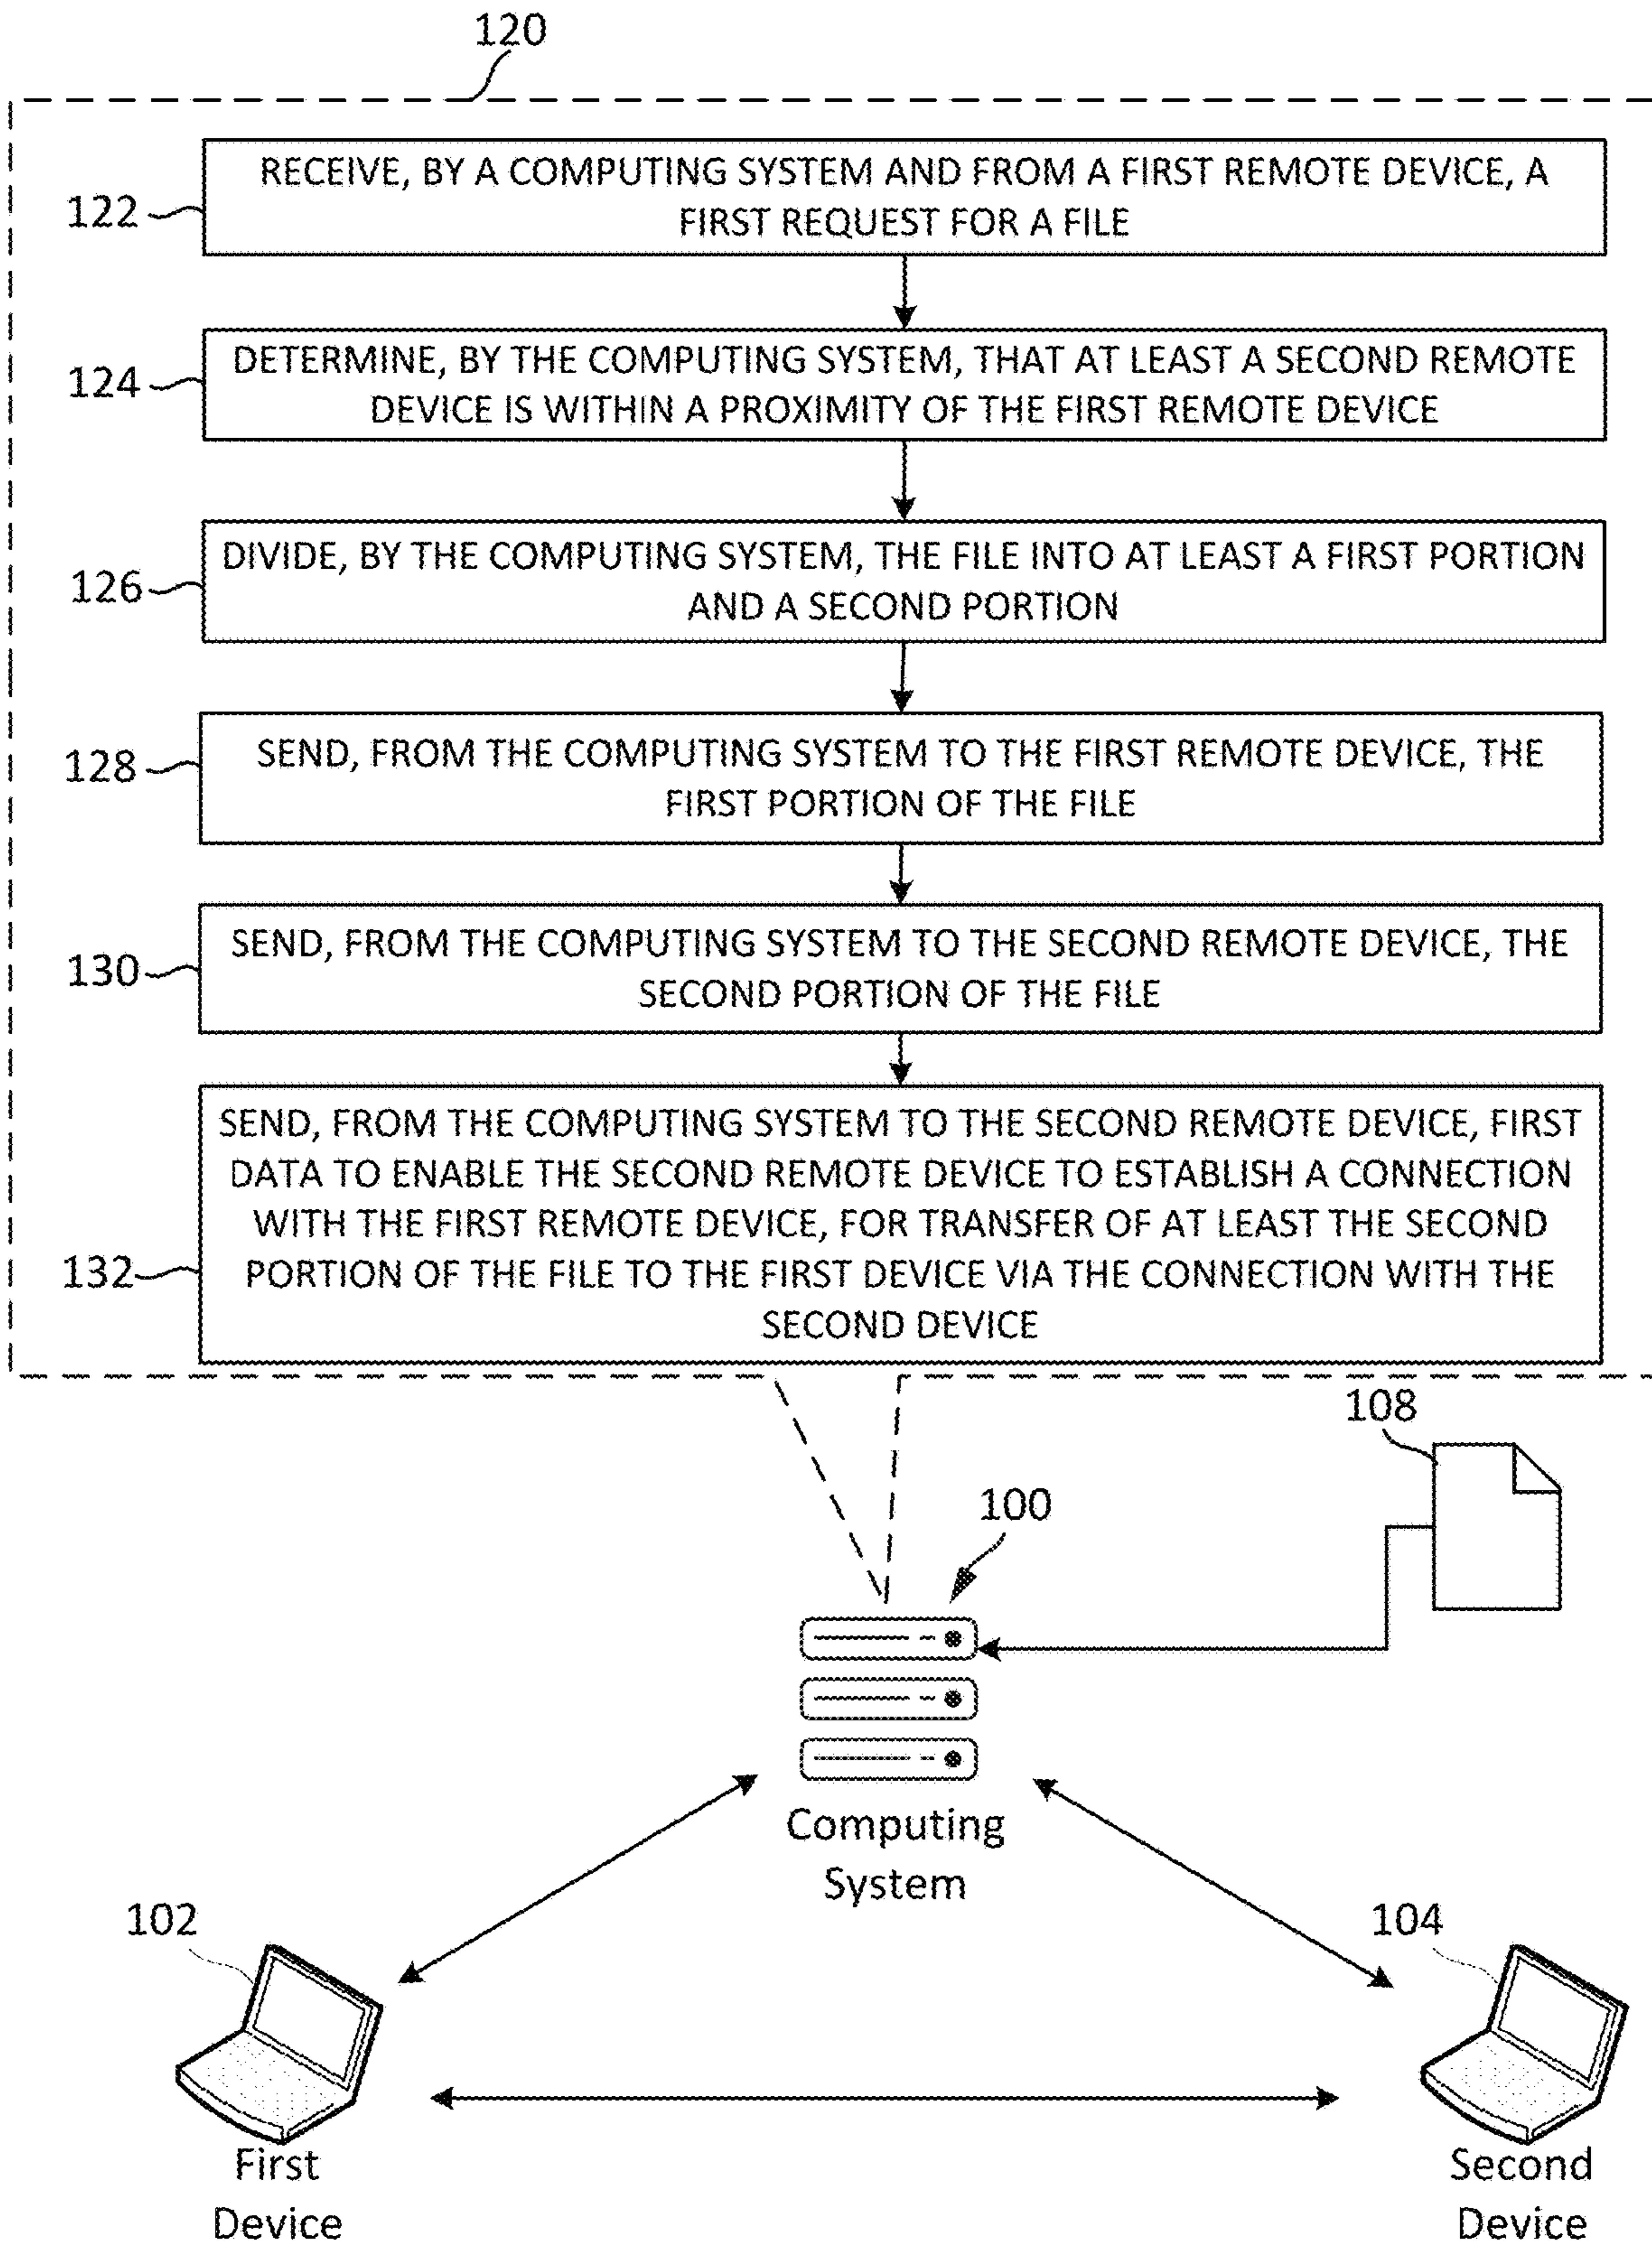 120
RECEIVE, BY A COMPUTING SYSTEM AND FROM A FIRST REMOTE DEVICE, A
FIRST REQUEST FOR A FILE
122
DETERMINE, BY THE COMPUTING SYSTEM, THAT AT LEAST A SECOND REMOTE
DEVICE IS WITHIN A PROXIMITY OF THE FIRST REMOTE DEVICE
124
DIVIDE, BY THE COMPUTING SYSTEM, THE FILE INTO AT LEAST A FIRST PORTION
AND A SECOND PORTION
126
SEND, FROM THE COMPUTING SYSTEM TO THE FIRST REMOTE DEVICE, THE
FIRST PORTION OF THE FILE
128
SEND, FROM THE COMPUTING SYSTEM TO THE SECOND REMOTE DEVICE, THE
SECOND PORTION OF THE FILE
130
SEND, FROM THE COMPUTING SYSTEM TO THE SECOND REMOTE DEVICE, FIRST
DATA TO ENABLE THE SECOND REMOTE DEVICE TO ESTABLISH A CONNECTION
WITH THE FIRST REMOTE DEVICE, FOR TRANSFER OF AT LEAST THE SECOND
PORTION OF THE FILE TO THE FIRST DEVICE VIA THE CONNECTION WITH THE
SECOND DEVICE
132
108
100
Computing
System
102
104
First
Device
Second
Device